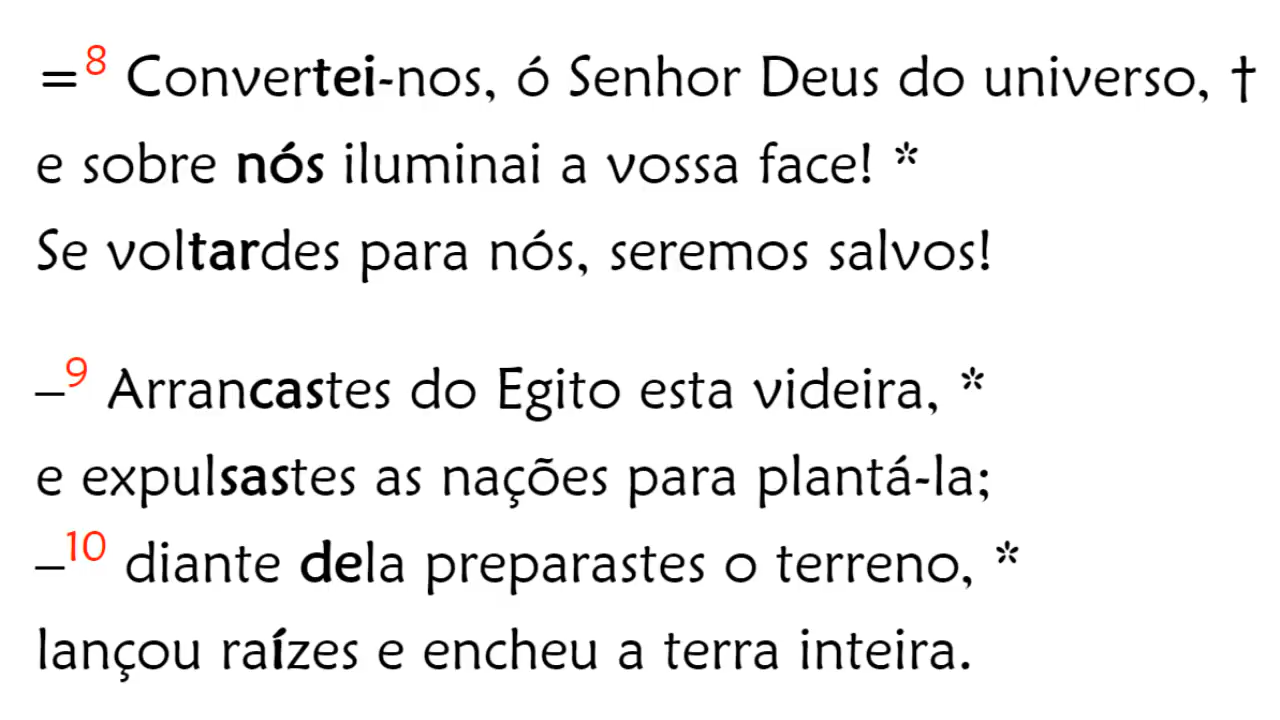 =8 Convertei-nos, ó Senhor Deus do universo, †
e sobre nós iluminai a vossa face! *
Se voltardes para nós, seremos salvos!
–9 Arrancastes do Egito esta videira, *
e expulsastes as nações para plantá-la;
–10 diante dela preparastes o terreno, *
lançou raízes e encheu a terra inteira.